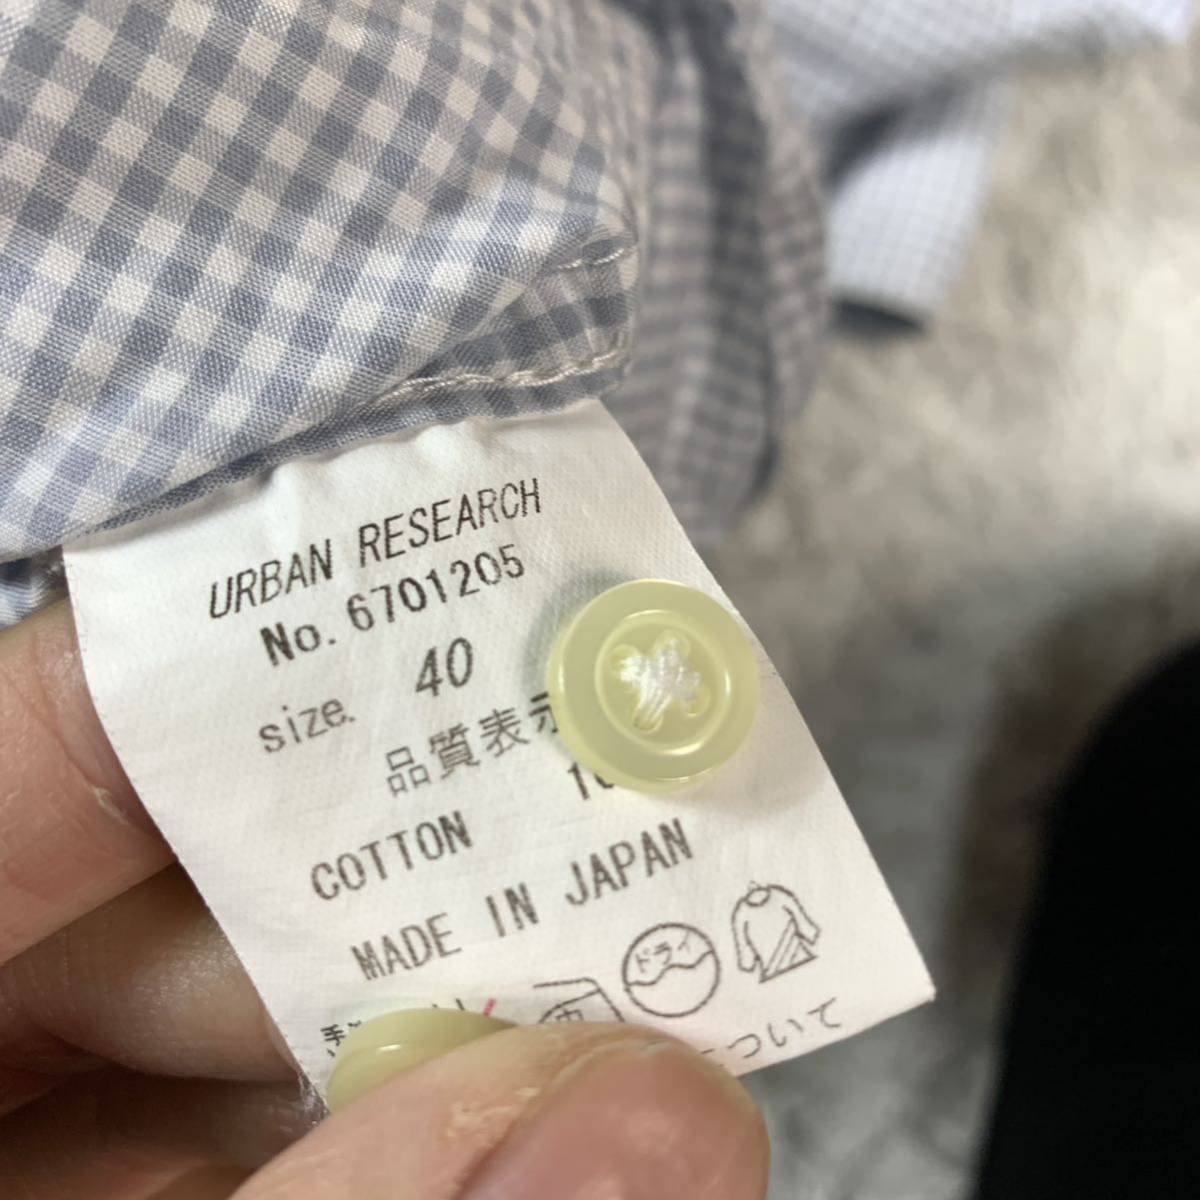 URBAN RESEARCH
No. 6701205
size. 40
品質表示
COTTON
MADE IN JAPAN
ドライ
ついて